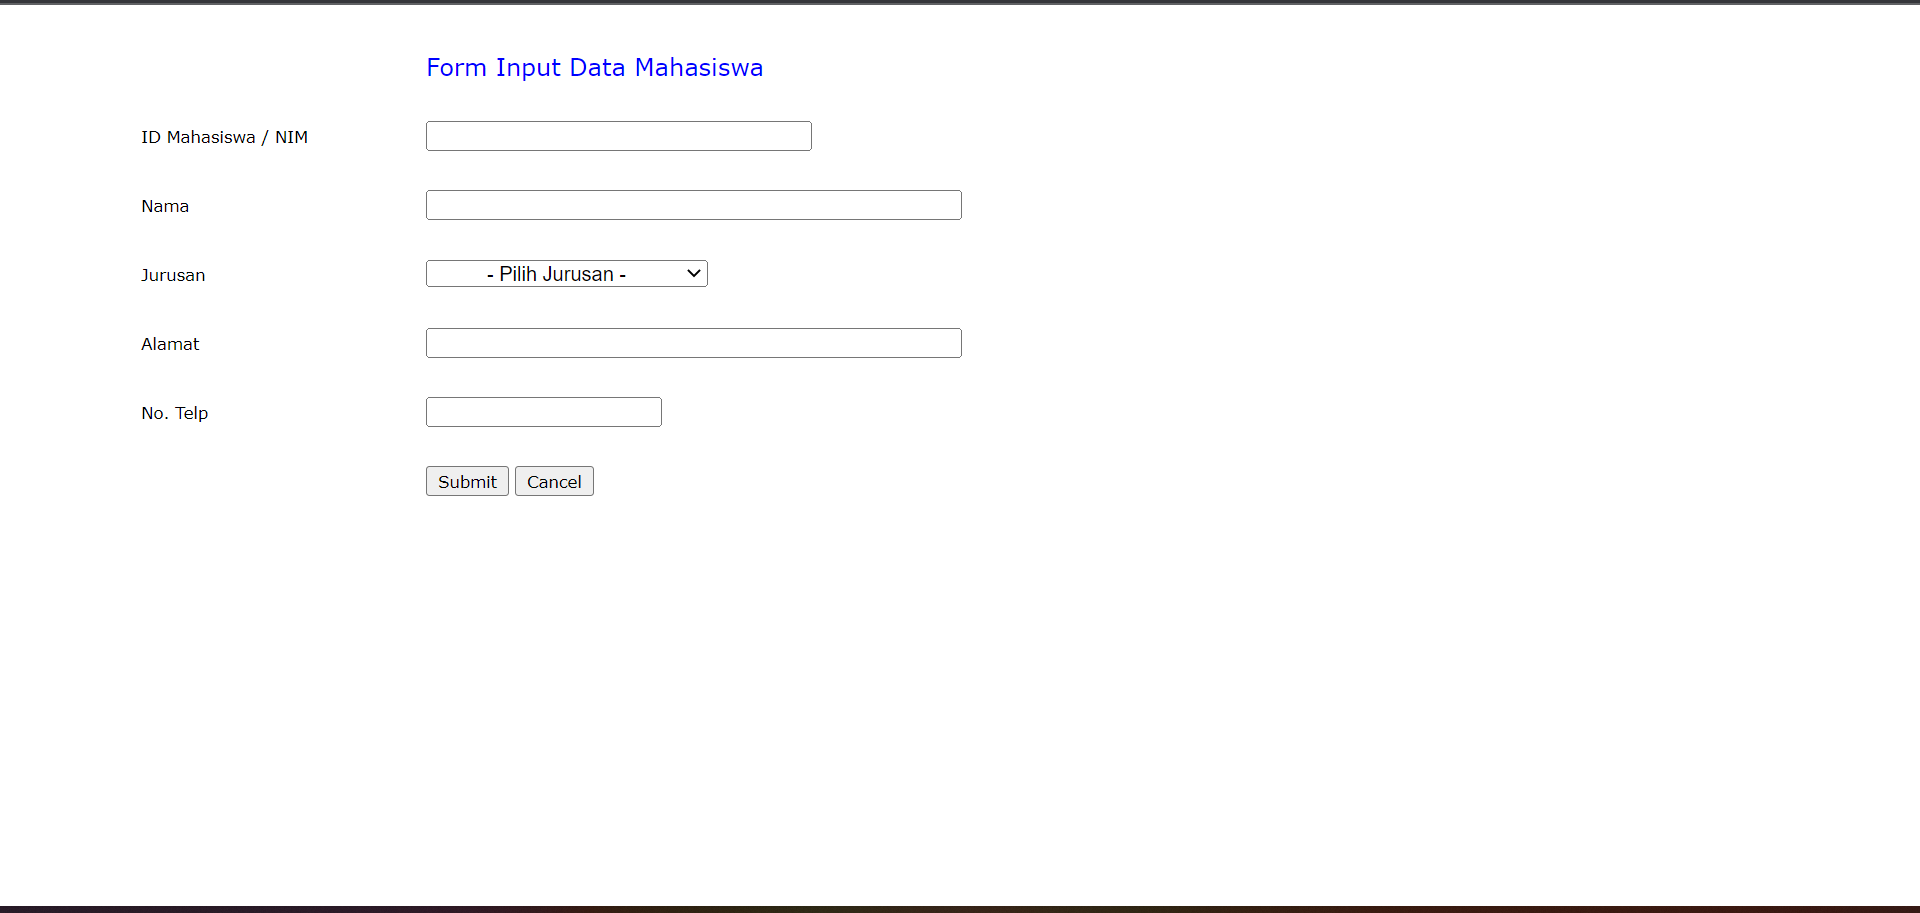 Form Input Data Mahasiswa
ID Mahasiswa / NIM
Nama
Jurusan - Pilih Jurusan -
Alamat
No. Telp
Submit Cancel